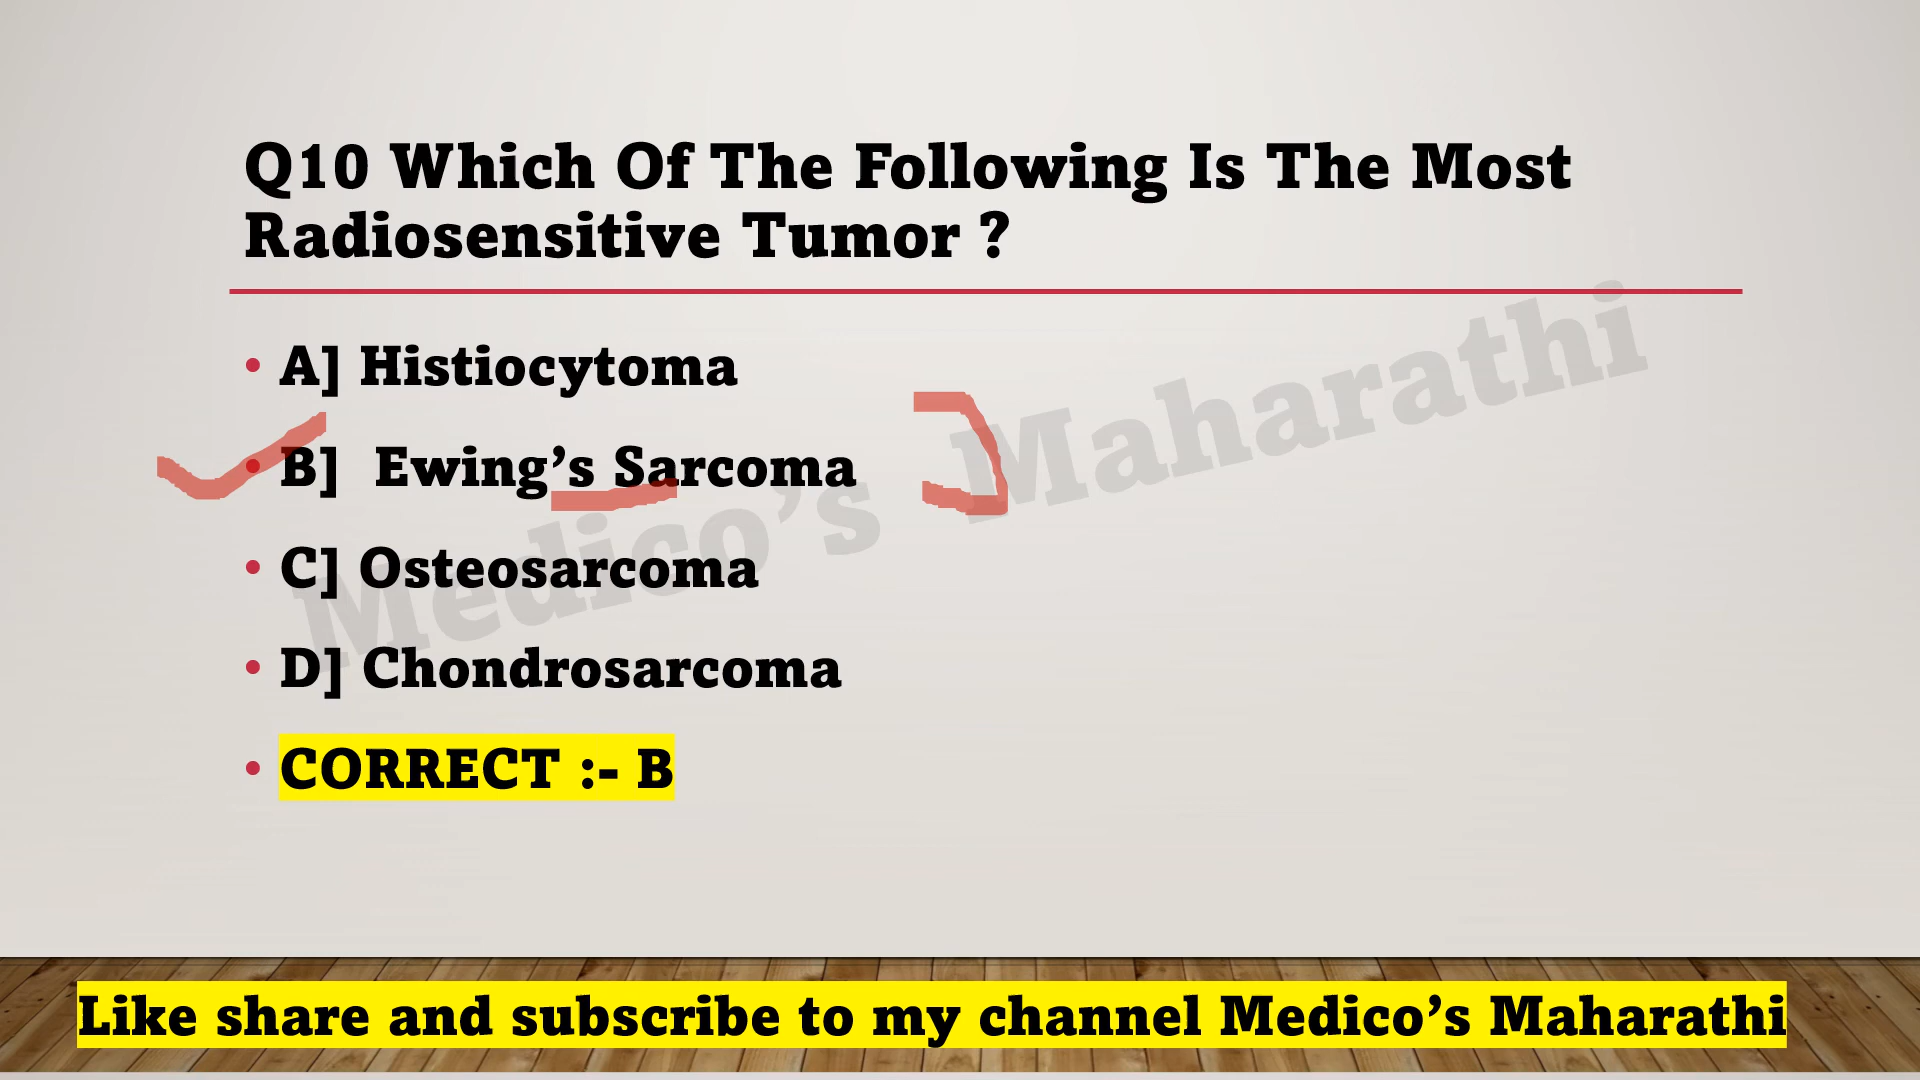 Q10 Which Of The Following Is The Most
Radiosensitive Tumor ?
• A] Histiocytoma
• B] Ewing’s Sarcoma
• C] Osteosarcoma
• D] Chondrosarcoma
• CORRECT :- B
Medico’s Maharathi
Like share and subscribe to my channel Medico’s Maharathi